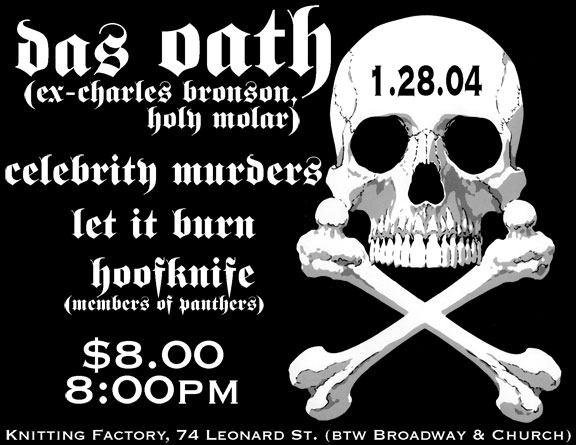 das oath
1.28.04
(ex-charles bronson,
holy molar)
celebrity murders
let it burn
hoofknife
(members of panthers)
$8.00
8:00PM
Knitting Factory, 74 Leonard St. (btw Broadway & Church)